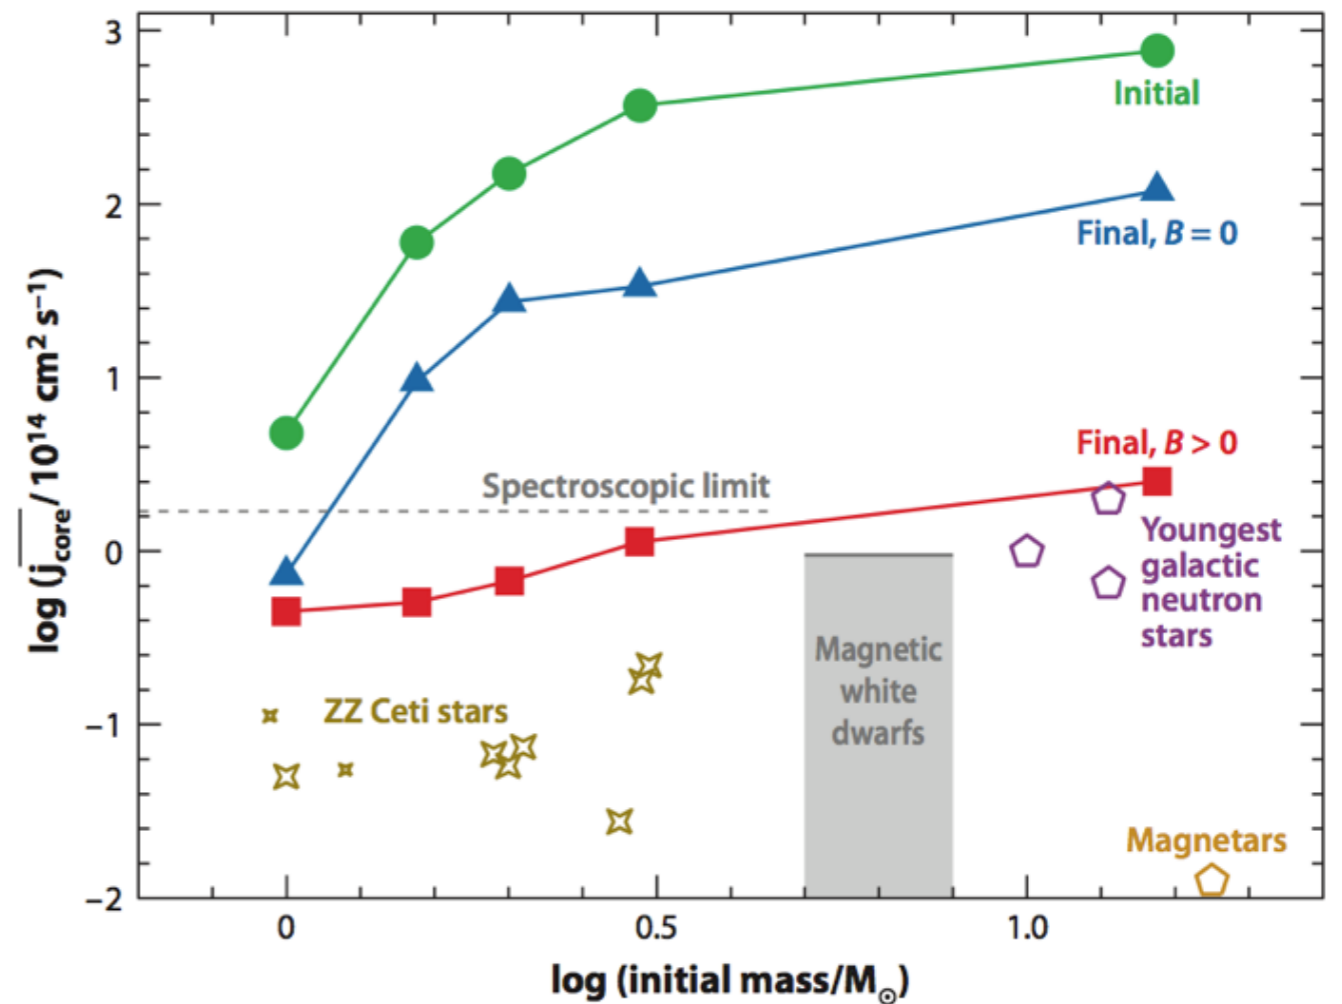 3
2
1
0
−1
−2
log (j̅core/10¹⁴ cm² s⁻¹)
Initial
Final, B = 0
Final, B > 0
Spectroscopic limit
Youngest
galactic
neutron
stars
Magnetic
white
dwarfs
ZZ Ceti stars
Magnetars
0
0.5
1.0
log (initial mass/M☉)